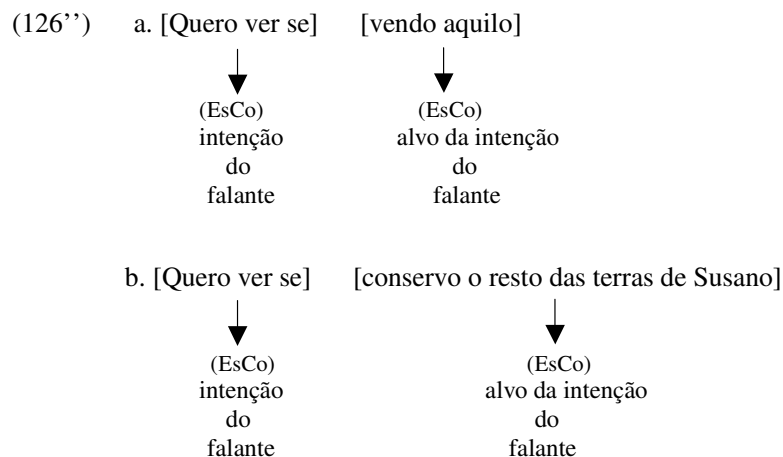 (126’’) a. [Quero ver se] [vendo aquilo]
(EsCo) (EsCo)
intenção alvo da intenção
do do
falante falante
b. [Quero ver se] [conservo o resto das terras de Susano]
(EsCo) (EsCo)
intenção alvo da intenção
do do
falante falante